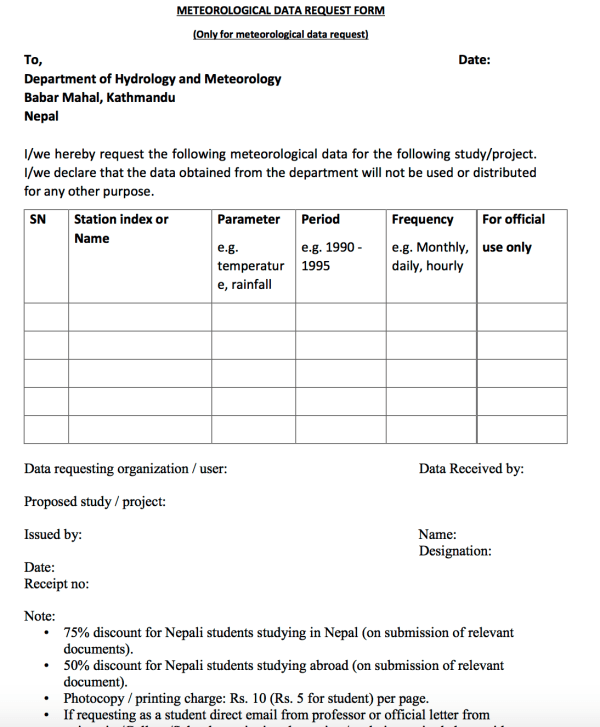 METEOROLOGICAL DATA REQUEST FORM
(Only for meteorological data request)
To,
Date:
Department of Hydrology and Meteorology
Babar Mahal, Kathmandu
Nepal
I/we hereby request the following meteorological data for the following study/project.
I/we declare that the data obtained from the department will not be used or distributed
for any other purpose.
SN
Station index or
Name
Parameter
e.g.
temperatur
e, rainfall
Period
e.g. 1990 -
1995
Frequency
e.g. Monthly,
daily, hourly
For official
use only
Data requesting organization / user:
Data Received by:
Proposed study / project:
Issued by:
Name:
Designation:
Date:
Receipt no:
Note:
• 75% discount for Nepali students studying in Nepal (on submission of relevant
documents).
• 50% discount for Nepali students studying abroad (on submission of relevant
document).
• Photocopy / printing charge: Rs. 10 (Rs. 5 for student) per page.
• If requesting as a student direct email from professor or official letter from